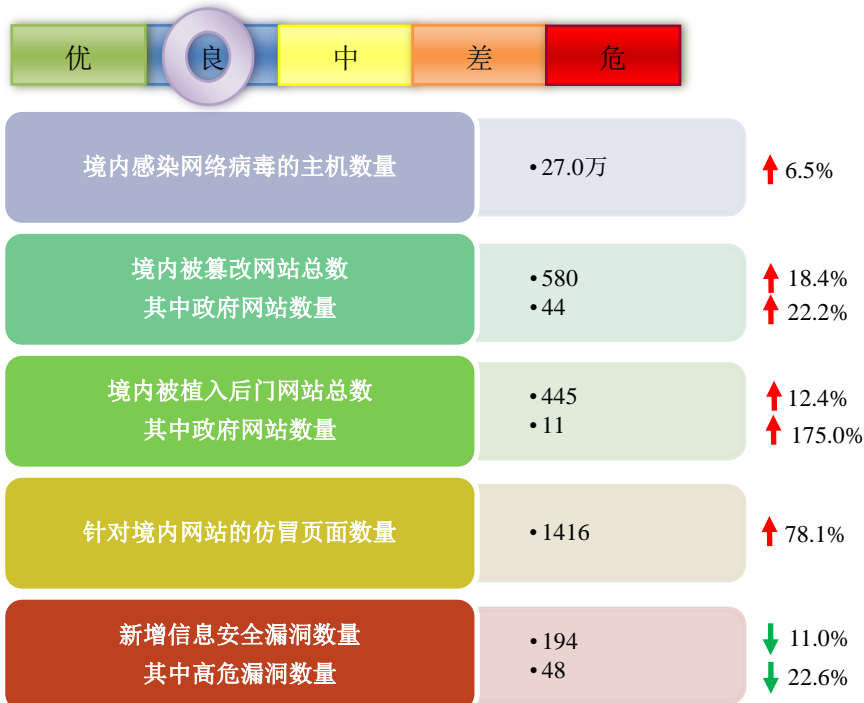 优 良 中 差 危
境内感染网络病毒的主机数量
•27.0万
6.5%
境内被篡改网站总数
其中政府网站数量
•580
•44
18.4%
22.2%
境内被植入后门网站总数
其中政府网站数量
•445
•11
12.4%
175.0%
针对境内网站的仿冒页面数量
•1416
78.1%
新增信息安全漏洞数量
其中高危漏洞数量
•194
•48
11.0%
22.6%